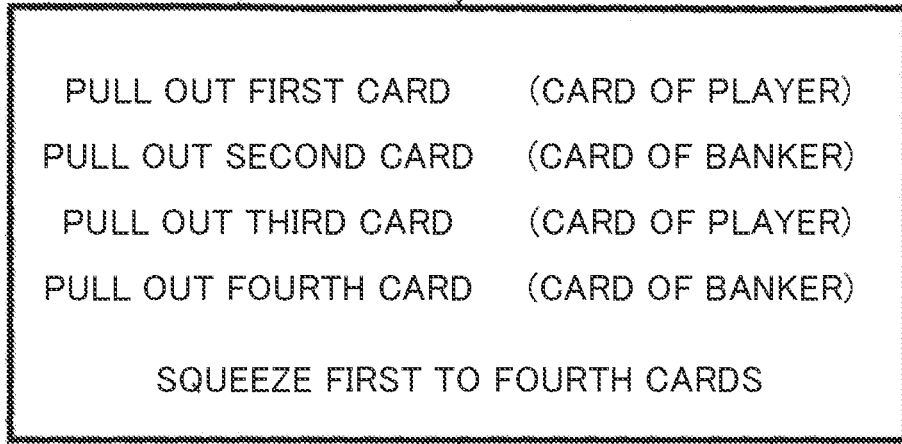 PULL OUT FIRST CARD (CARD OF PLAYER)
PULL OUT SECOND CARD (CARD OF BANKER)
PULL OUT THIRD CARD (CARD OF PLAYER)
PULL OUT FOURTH CARD (CARD OF BANKER)
SQUEEZE FIRST TO FOURTH CARDS